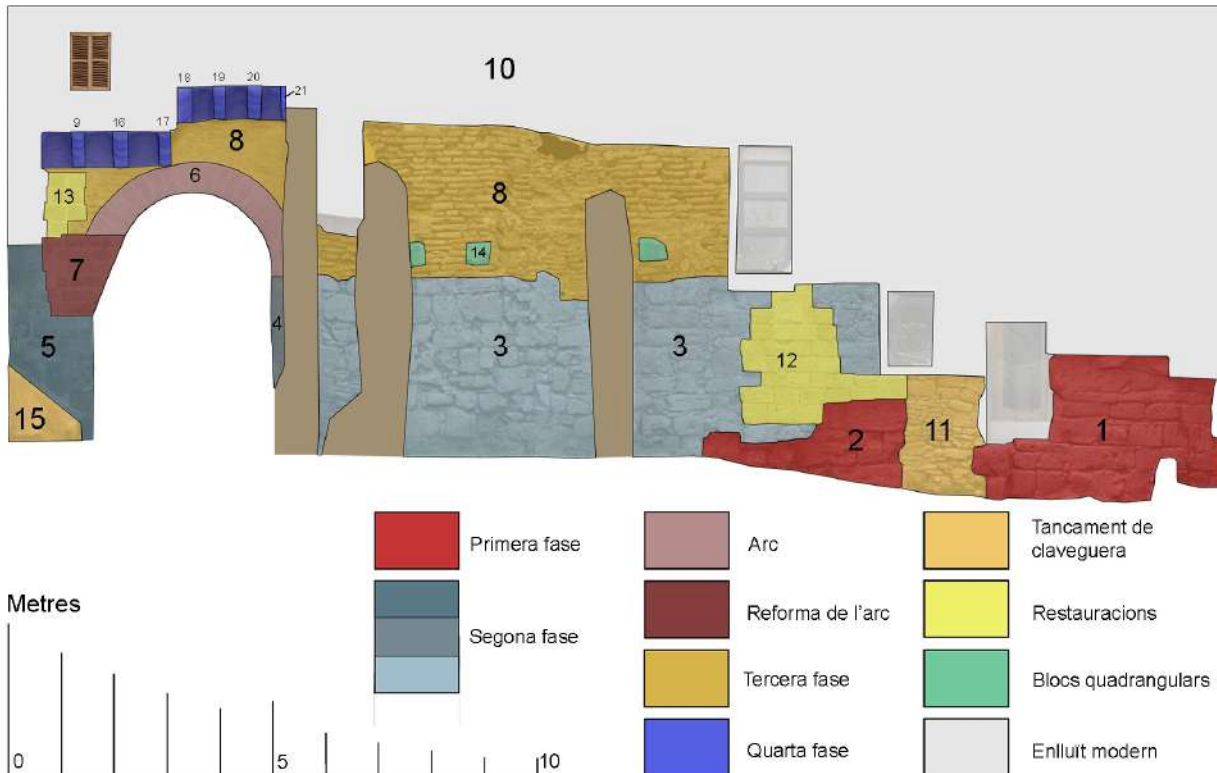 10
18 19 20 21
9 16 17
8
6
13
8
14
7
4
5
3 3
12
15
2 11 1
Primera fase
Segona fase
Arc
Reforma de l'arc
Tercera fase
Quarta fase
Tancament de
claveguera
Restauracions
Blocs quadrangulars
Enlluït modern
Metres
0 5 10